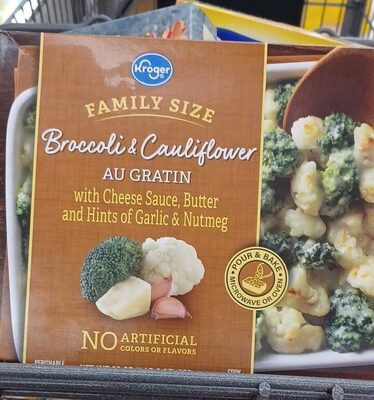 Kroger
FAMILY SIZE
Broccoli & Cauliflower
AU GRATIN
with Cheese Sauce, Butter
and Hints of Garlic & Nutmeg
POUR & BAKE
MICROWAVE OR OVEN
NO ARTIFICIAL
COLORS OR FLAVORS
PERISHABLE
COOK